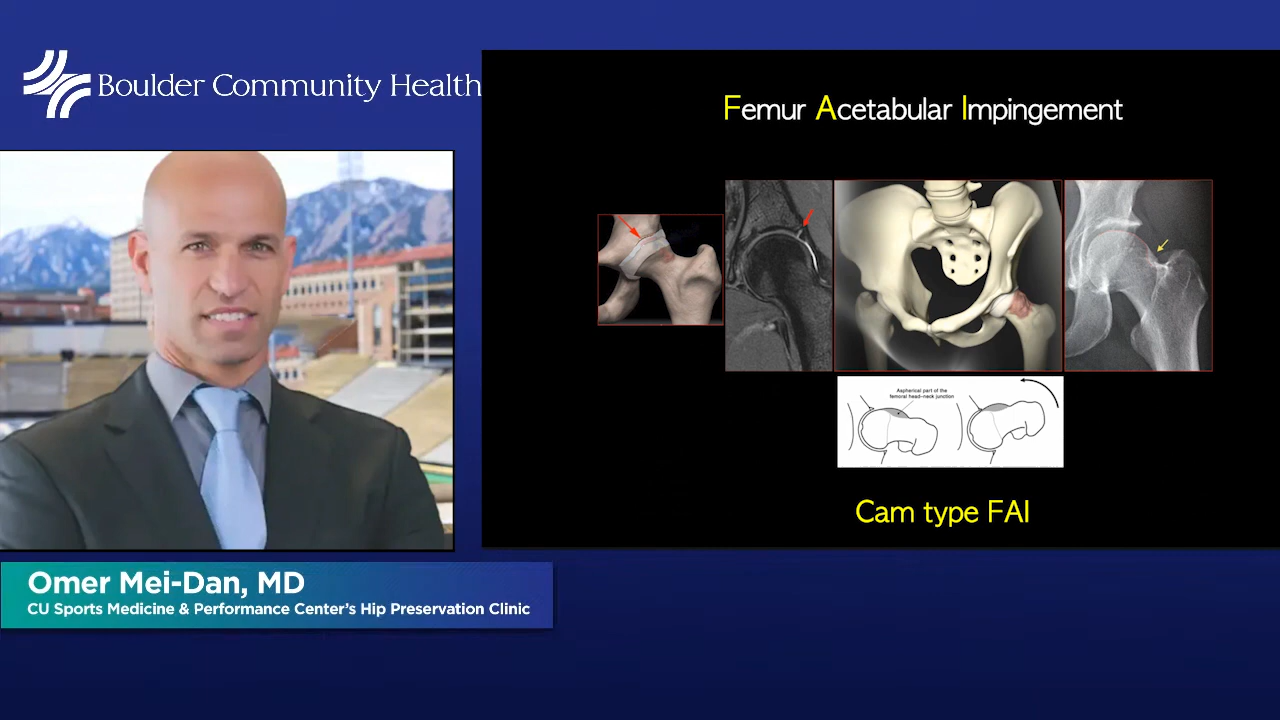 Boulder Community Health
Femur Acetabular Impingement
Aspherical part of the
femoral head–neck junction
Cam type FAI
Omer Mei-Dan, MD
CU Sports Medicine & Performance Center's Hip Preservation Clinic